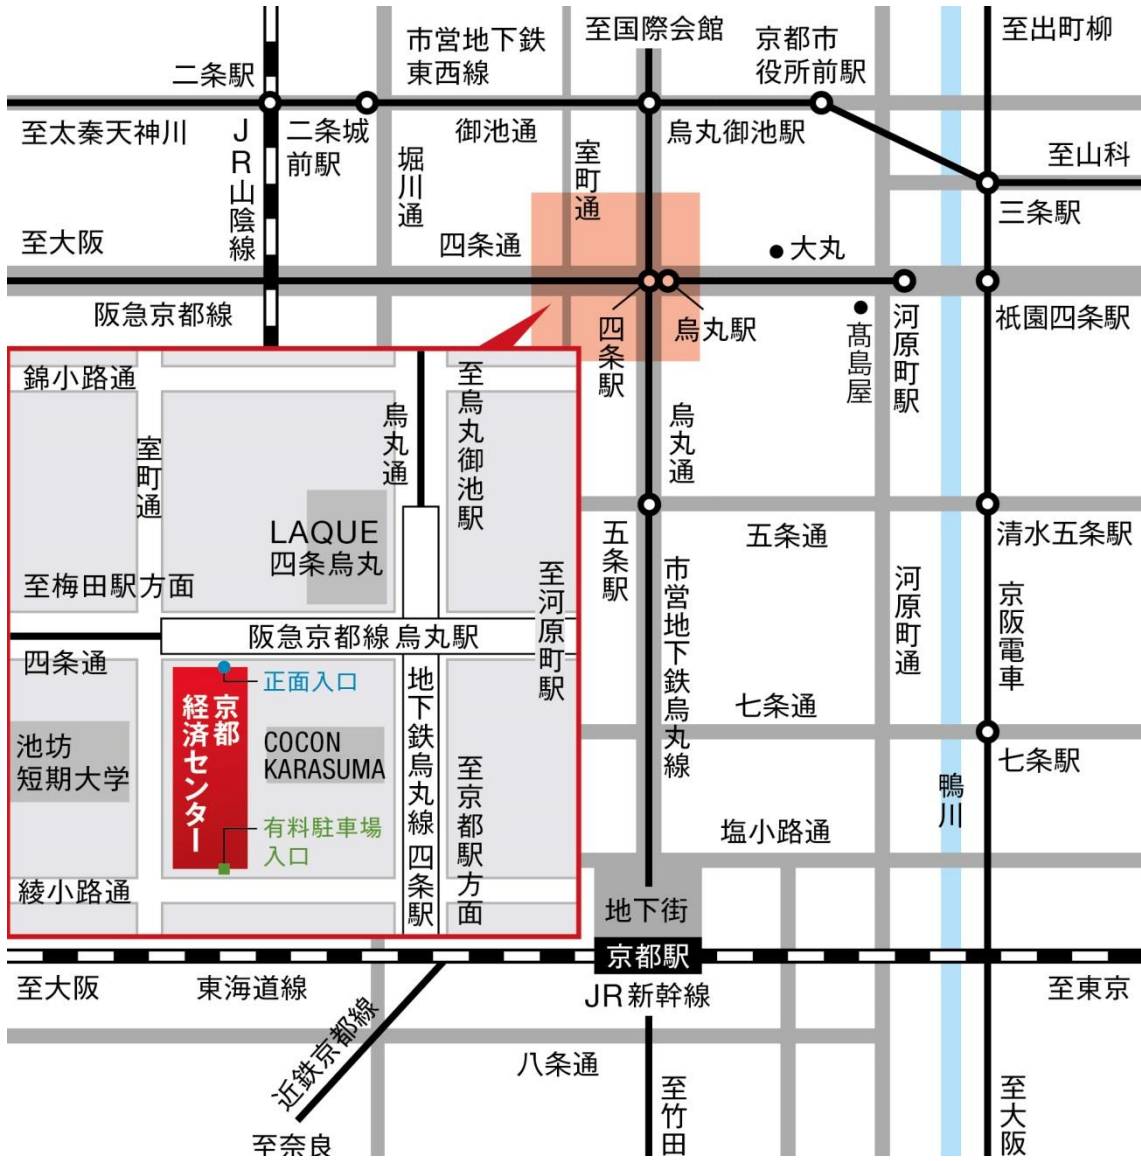 至国際会館
市営地下鉄
東西線
京都市
役所前駅
至出町柳
二条駅
至太秦天神川
JR山陰線
二条城
前駅
堀川通
御池通
室町通
烏丸御池駅
至山科
三条駅
至大阪
四条通
大丸
阪急京都線
四条駅
烏丸駅
髙島屋
河原町駅
祇園四条駅
錦小路通
室町通
烏丸通
至烏丸御池駅
LAQUE
四条烏丸
至梅田駅方面
阪急京都線 烏丸駅
至河原町駅
四条通
正面入口
京都
経済センター
池坊
短期大学
COCON
KARASUMA
地下鉄烏丸線 四条駅
至京都駅方面
有料駐車場
入口
綾小路通
烏丸通
五条駅
五条通
清水五条駅
市営地下鉄烏丸線
河原町通
京阪電車
七条通
七条駅
鴨川
塩小路通
地下街
京都駅
至大阪
東海道線
JR新幹線
至東京
近鉄京都線
八条通
至奈良
至竹田
至大阪